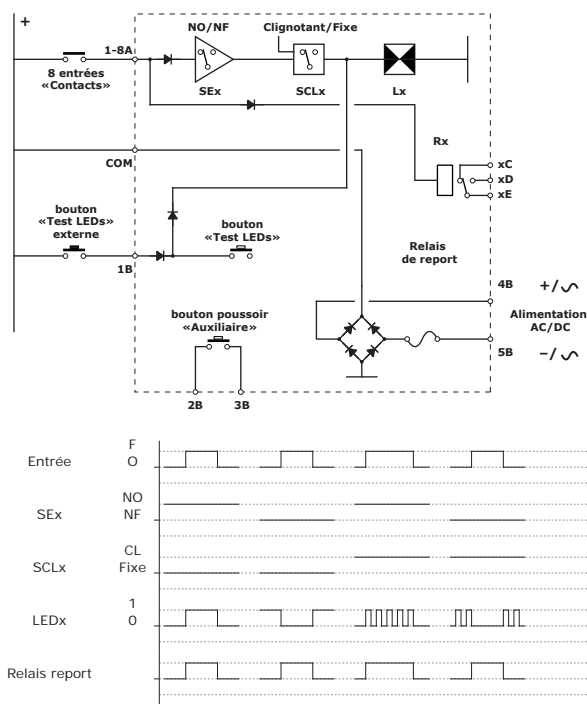 +
NO/NF
Clignotant/Fixe
1-8A
8 entrées
«Contacts»
SEx
SCLx
Lx
COM
Rx
xC
xD
xE
bouton
«Test LEDs»
externe
bouton
«Test LEDs»
1B
Relais
de report
4B
+/
bouton poussoir
«Auxiliaire»
Alimentation
AC/DC
5B
–/
2B
3B
Entrée
F
O
SEx
NO
NF
SCLx
CL
Fixe
LEDx
1
0
Relais report